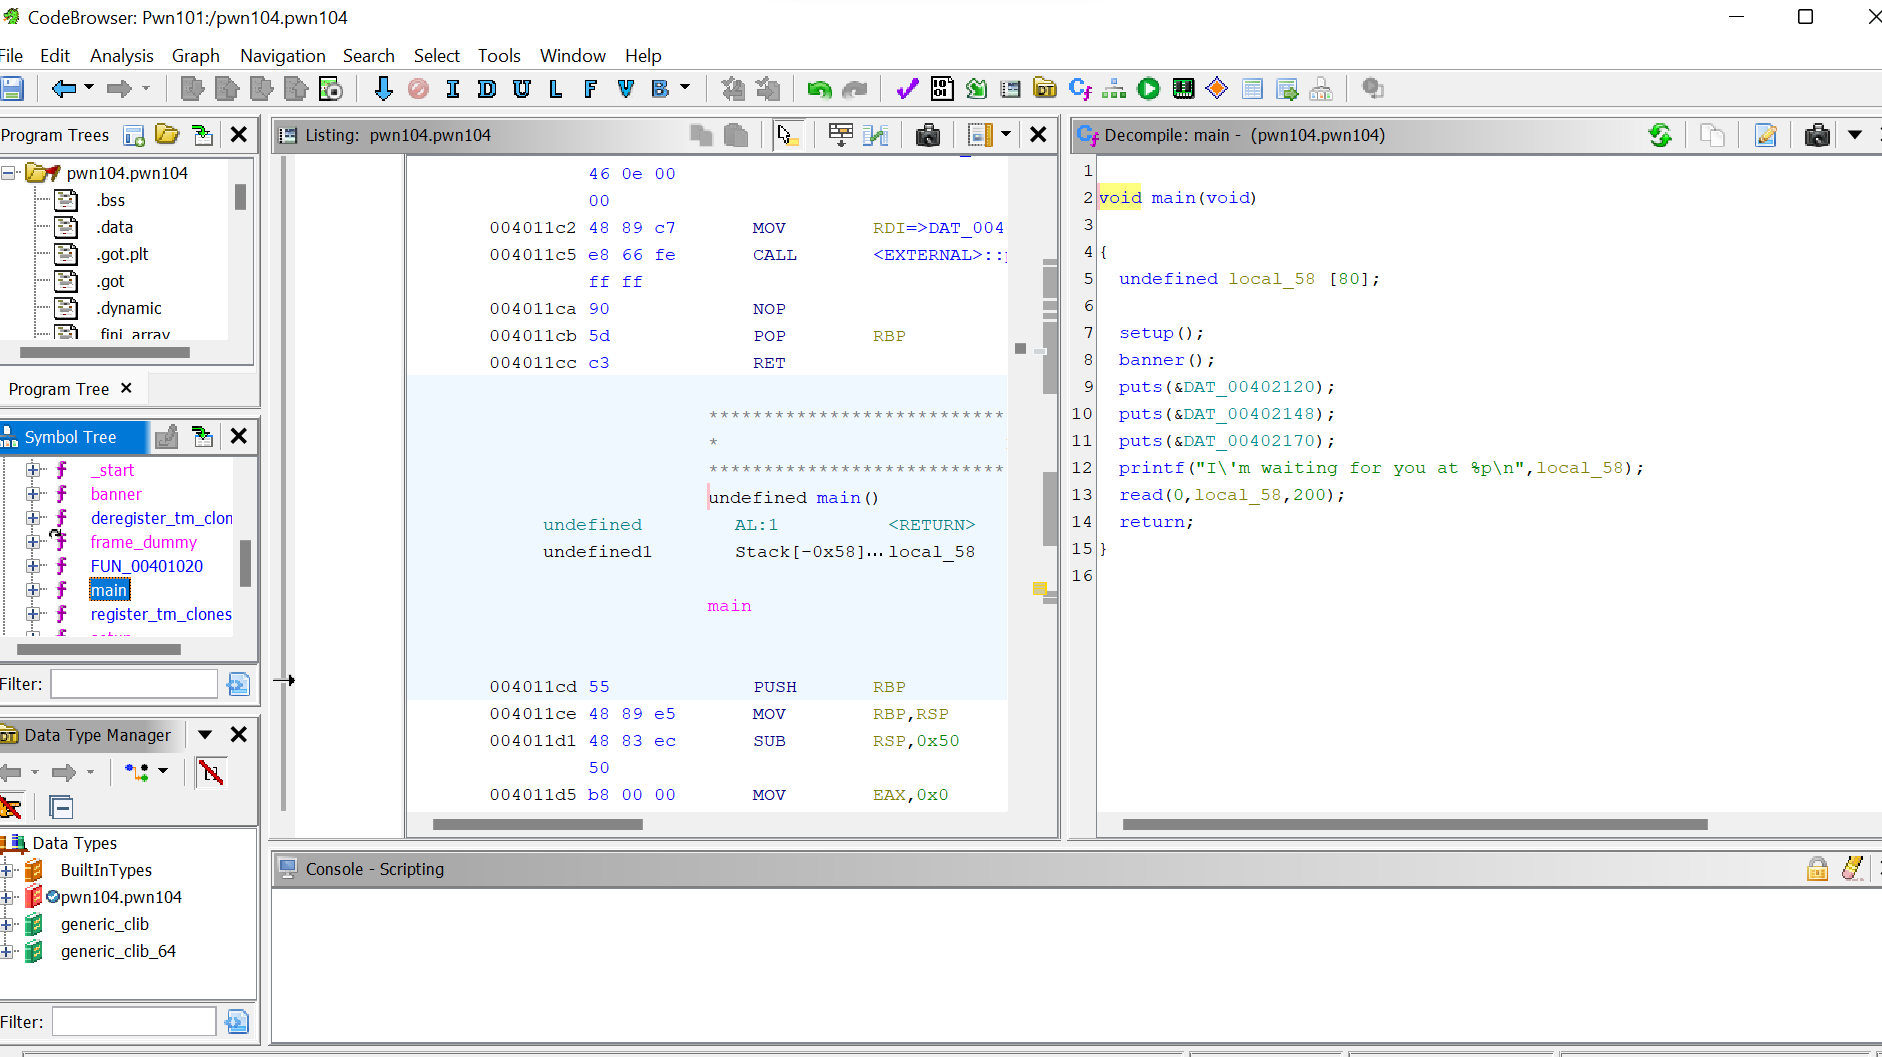 CodeBrowser: Pwn101:/pwn104.pwn104
File Edit Analysis Graph Navigation Search Select Tools Window Help
I D U L F V B
Program Trees
pwn104.pwn104
.bss
.data
.got.plt
.got
.dynamic
.fini_array
Program Tree
Symbol Tree
_start
banner
deregister_tm_clon
frame_dummy
FUN_00401020
main
register_tm_clones
Filter:
Data Type Manager
Data Types
BuiltInTypes
pwn104.pwn104
generic_clib
generic_clib_64
Filter:
Listing: pwn104.pwn104
46 0e 00
00
004011c2 48 89 c7 MOV RDI=>DAT_004
004011c5 e8 66 fe CALL <EXTERNAL>::p
ff ff
004011ca 90 NOP
004011cb 5d POP RBP
004011cc c3 RET
***************************
*
***************************
undefined main()
undefined AL:1 <RETURN>
undefined1 Stack[-0x58]... local_58
main
004011cd 55 PUSH RBP
004011ce 48 89 e5 MOV RBP,RSP
004011d1 48 83 ec SUB RSP,0x50
50
004011d5 b8 00 00 MOV EAX,0x0
Decompile: main - (pwn104.pwn104)
1
2 void main(void)
3
4 {
5 undefined local_58 [80];
6
7 setup();
8 banner();
9 puts(&DAT_00402120);
10 puts(&DAT_00402148);
11 puts(&DAT_00402170);
12 printf("I\'m waiting for you at %p\n",local_58);
13 read(0,local_58,200);
14 return;
15 }
16
Console - Scripting